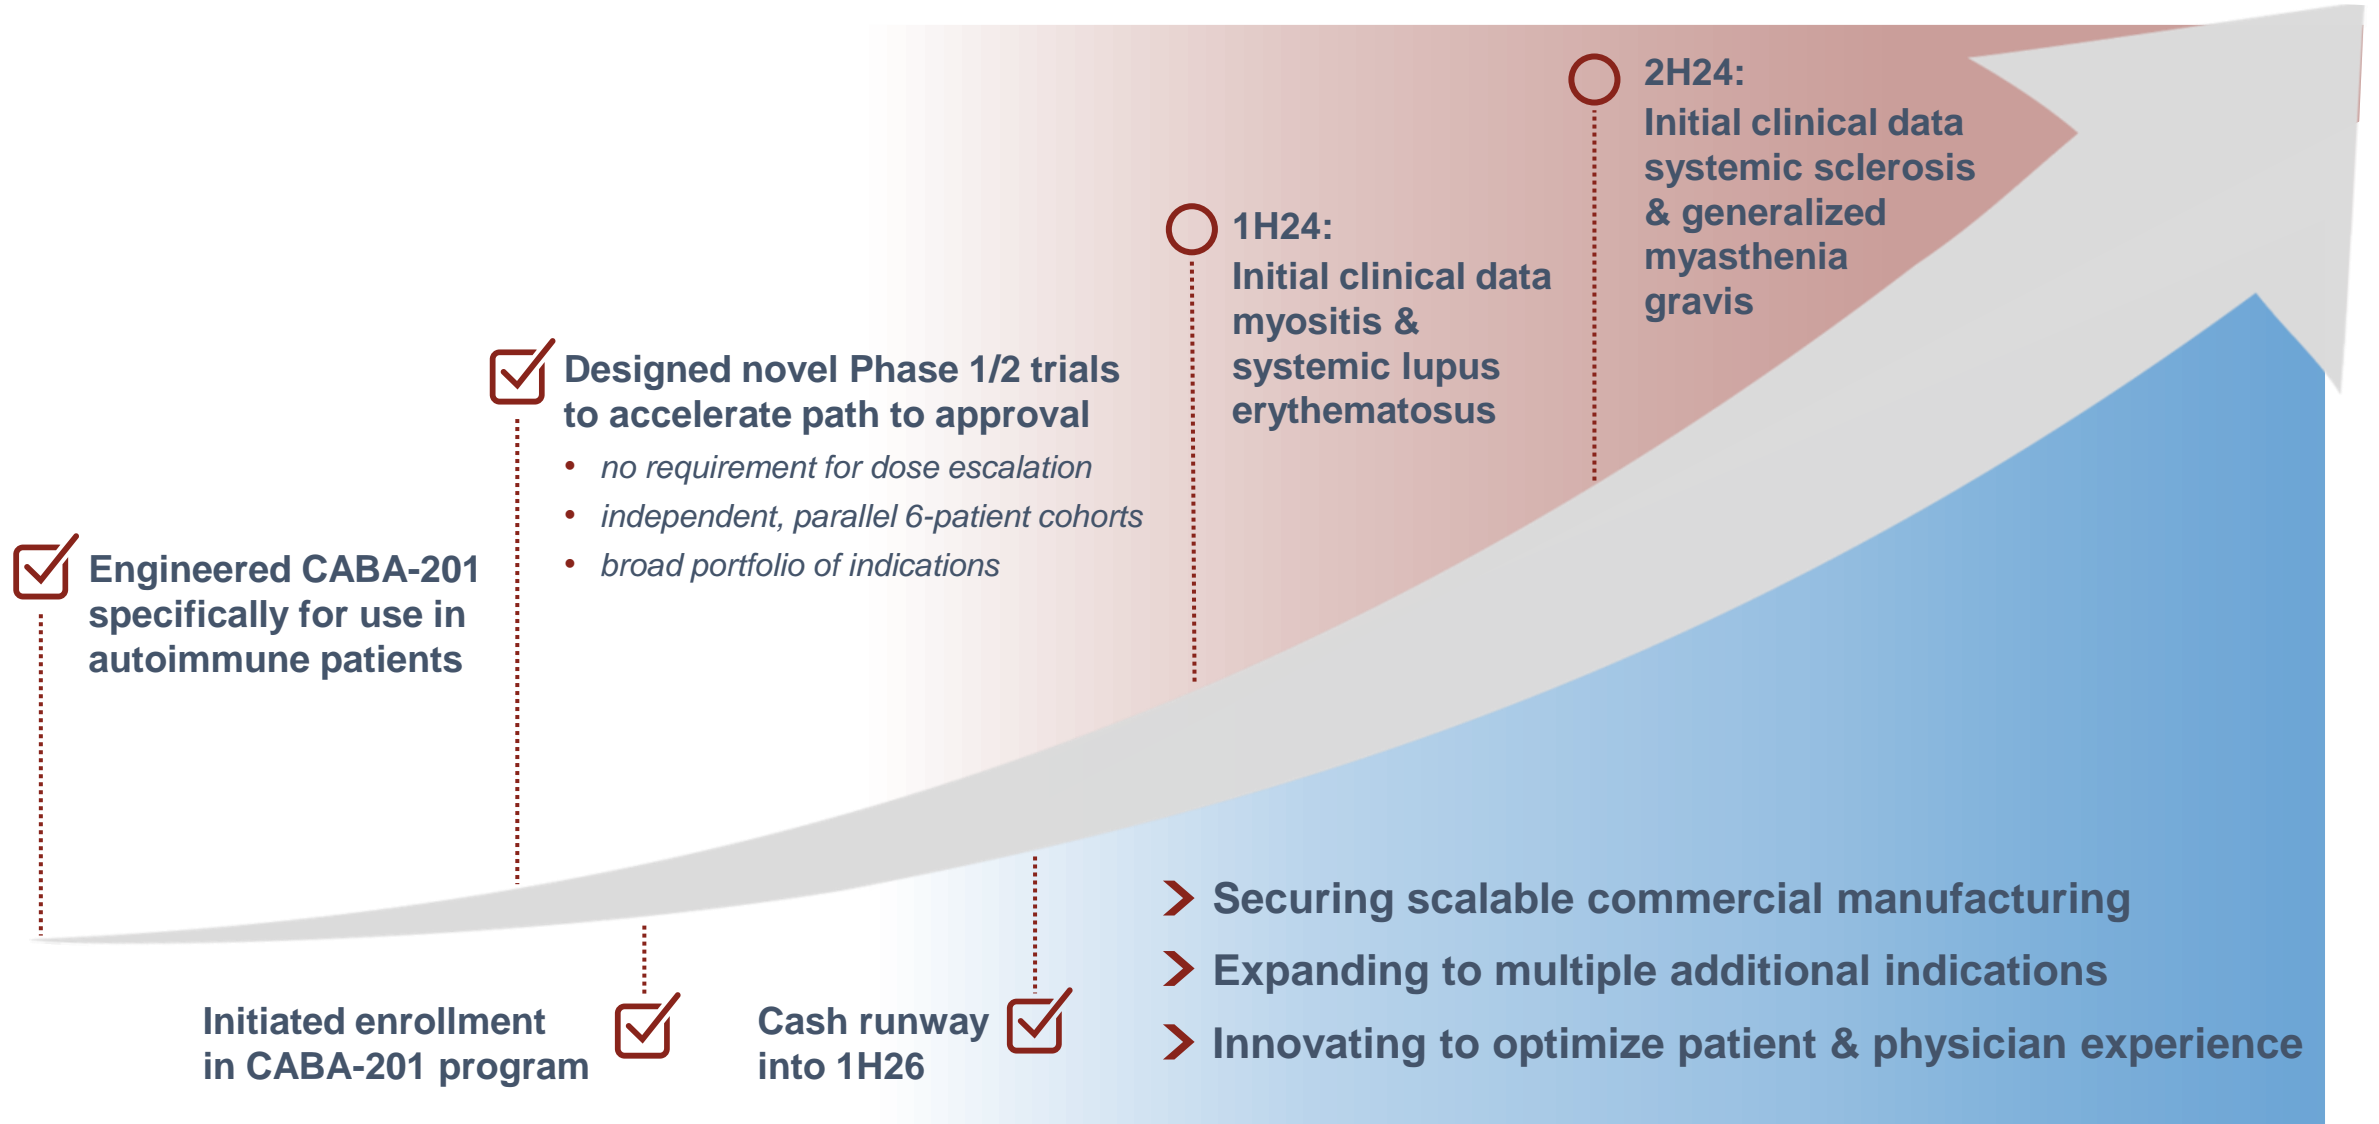 Engineered CABA-201
specifically for use in
autoimmune patients
Designed novel Phase 1/2 trials
to accelerate path to approval
• no requirement for dose escalation
• independent, parallel 6-patient cohorts
• broad portfolio of indications
1H24:
Initial clinical data
myositis &
systemic lupus
erythematosus
2H24:
Initial clinical data
systemic sclerosis
& generalized
myasthenia
gravis
Initiated enrollment
in CABA-201 program
Cash runway
into 1H26
Securing scalable commercial manufacturing
Expanding to multiple additional indications
Innovating to optimize patient & physician experience